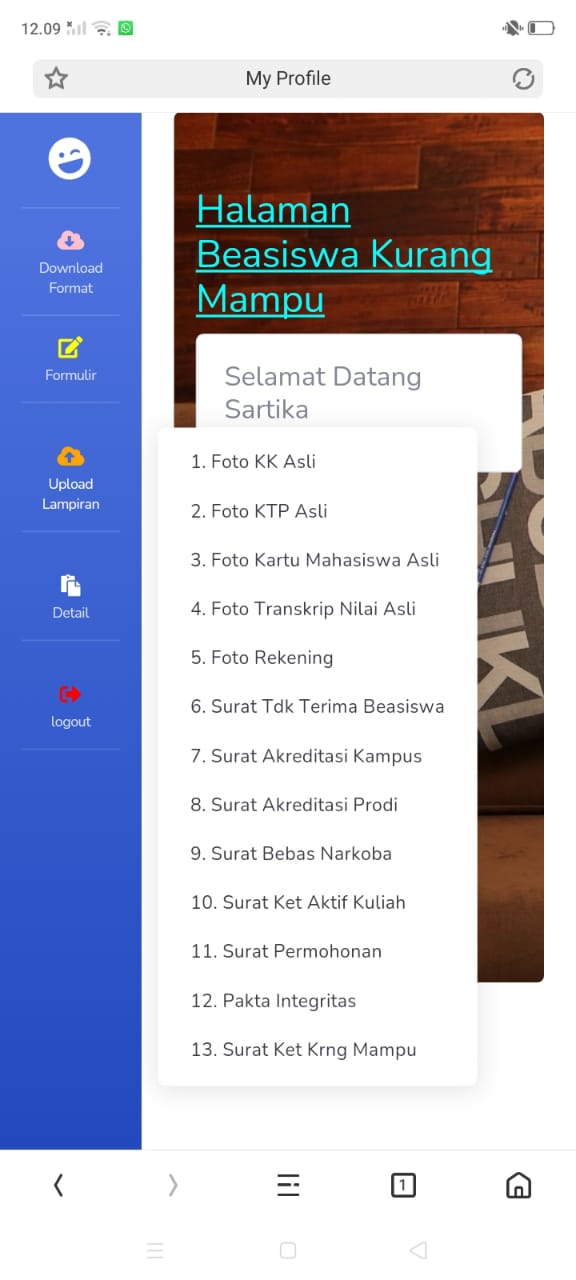 12.09
My Profile
Download
Format
Formulir
Upload
Lampiran
Detail
logout
Halaman
Beasiswa Kurang
Mampu
Selamat Datang
Sartika
1. Foto KK Asli
2. Foto KTP Asli
3. Foto Kartu Mahasiswa Asli
4. Foto Transkrip Nilai Asli
5. Foto Rekening
6. Surat Tdk Terima Beasiswa
7. Surat Akreditasi Kampus
8. Surat Akreditasi Prodi
9. Surat Bebas Narkoba
10. Surat Ket Aktif Kuliah
11. Surat Permohonan
12. Pakta Integritas
13. Surat Ket Krng Mampu
1